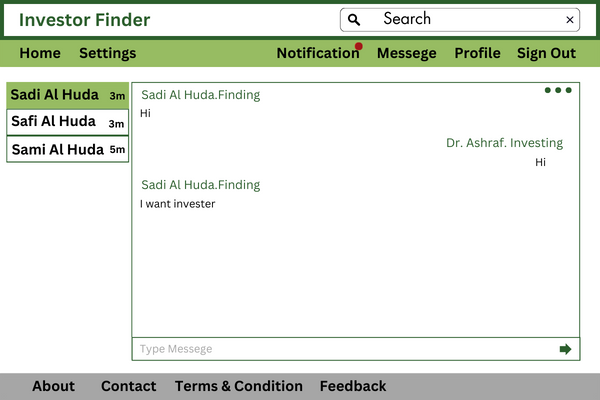 Investor Finder
Search ×
Home Settings Notification Messege Profile Sign Out
Sadi Al Huda 3m
Safi Al Huda 3m
Sami Al Huda 5m
Sadi Al Huda.Finding
Hi
Dr. Ashraf. Investing
Hi
Sadi Al Huda.Finding
I want invester
Type Messege
About Contact Terms & Condition Feedback